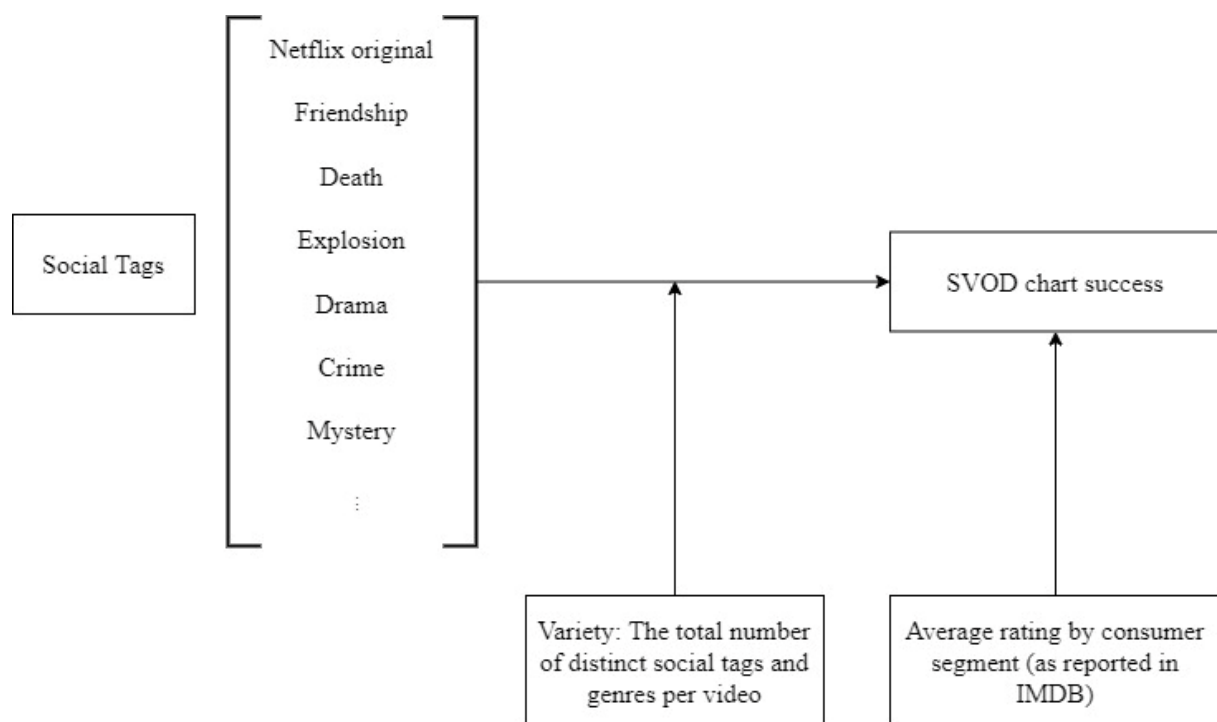 Social Tags
Netflix original
Friendship
Death
Explosion
Drama
Crime
Mystery
⋮
SVOD chart success
Variety: The total number
of distinct social tags and
genres per video
Average rating by consumer
segment (as reported in
IMDB)